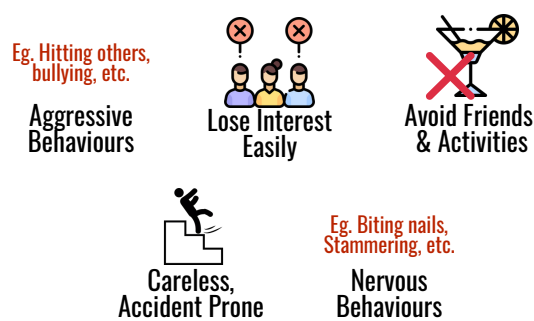 Eg. Hitting others,
bullying, etc.
Aggressive
Behaviours
Lose Interest
Easily
Avoid Friends
& Activities
Careless,
Accident Prone
Eg. Biting nails,
Stammering, etc.
Nervous
Behaviours